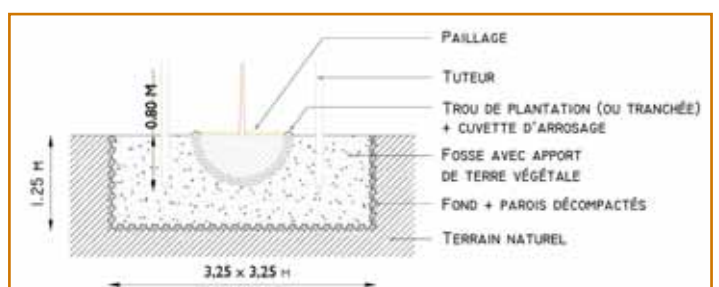 PAILLAGE
TUTEUR
TROU DE PLANTATION (OU TRANCHÉE)
+ CUVETTE D'ARROSAGE
FOSSE AVEC APPORT
DE TERRE VÉGÉTALE
FOND + PAROIS DÉCOMPACTÉS
TERRAIN NATUREL
0.80 M
1.25 M
3,25 x 3,25 M